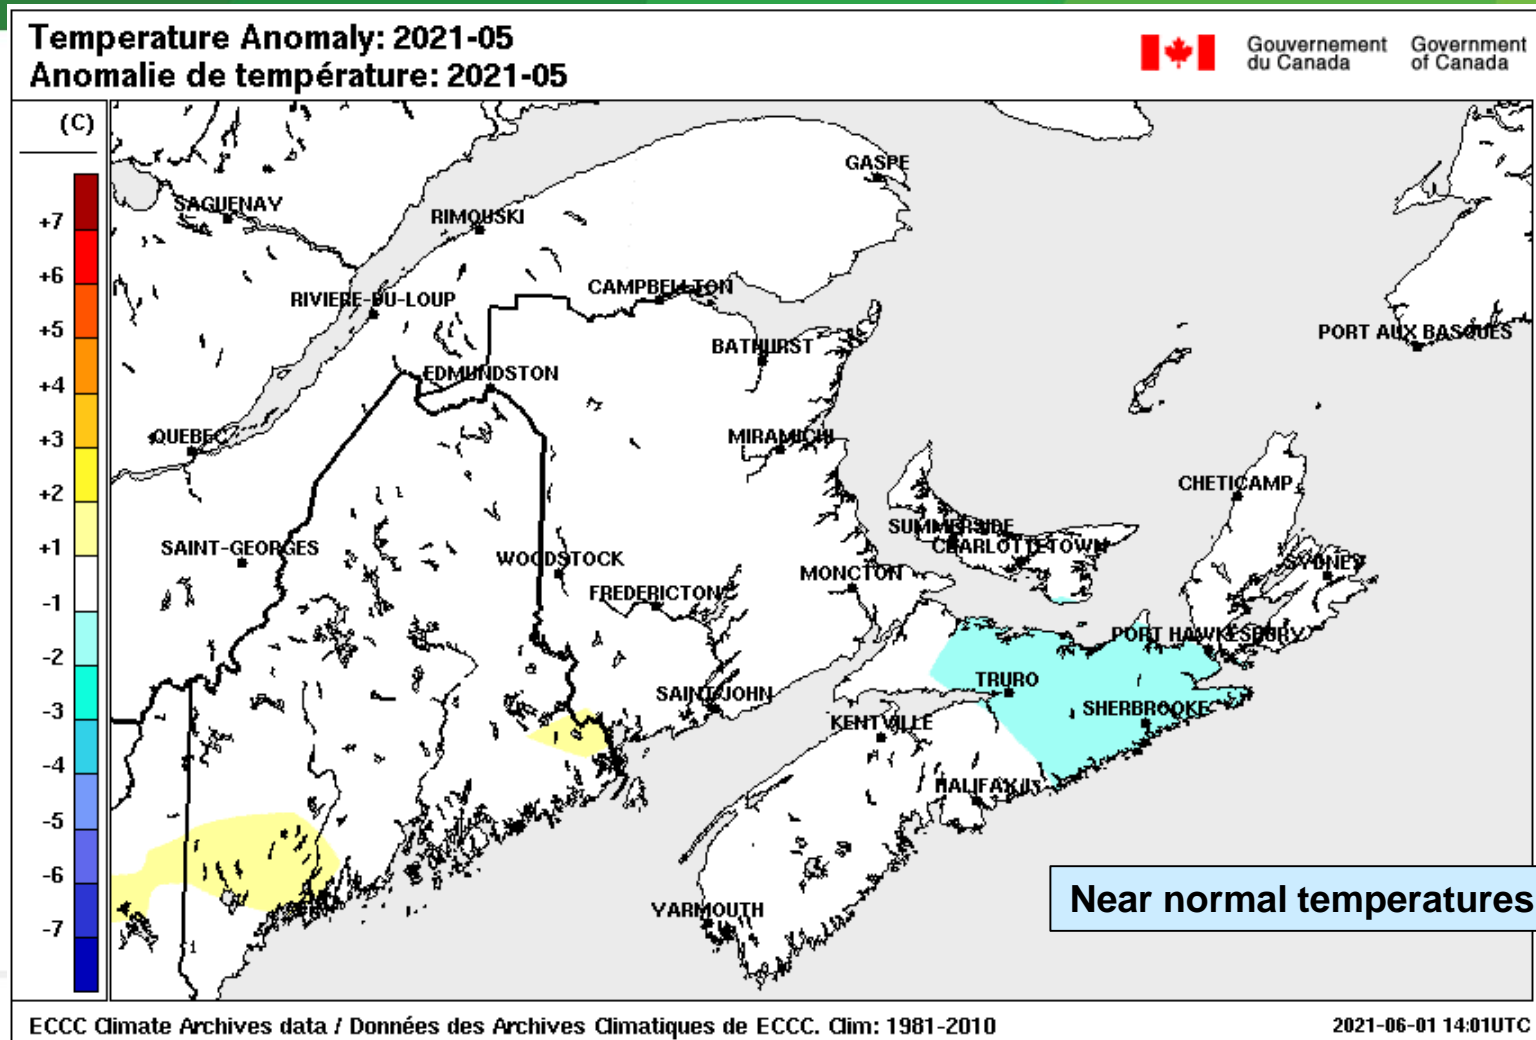 Temperature Anomaly: 2021-05
Anomalie de température: 2021-05
Gouvernement du Canada
Government of Canada
(C)
+7
+6
+5
+4
+3
+2
+1
-1
-2
-3
-4
-5
-6
-7
GASPE
SAGUENAY
RIMOUSKI
CAMPBELLTON
RIVIERE-DU-LOUP
PORT AUX BASQUES
BATHURST
EDMUNDSTON
QUEBEC
MIRAMICHI
CHETICAMP
SUMMERSIDE
CHARLOTTETOWN
SAINT-GEORGES
WOODSTOCK
SYDNEY
MONCTON
FREDERICTON
PORT HAWKESBURY
TRURO
SAINT JOHN
SHERBROOKE
KENTVILLE
HALIFAX/IS
YARMOUTH
Near normal temperatures
ECCC Climate Archives data / Données des Archives Climatiques de ECCC. Clim: 1981-2010
2021-06-01 14:01UTC